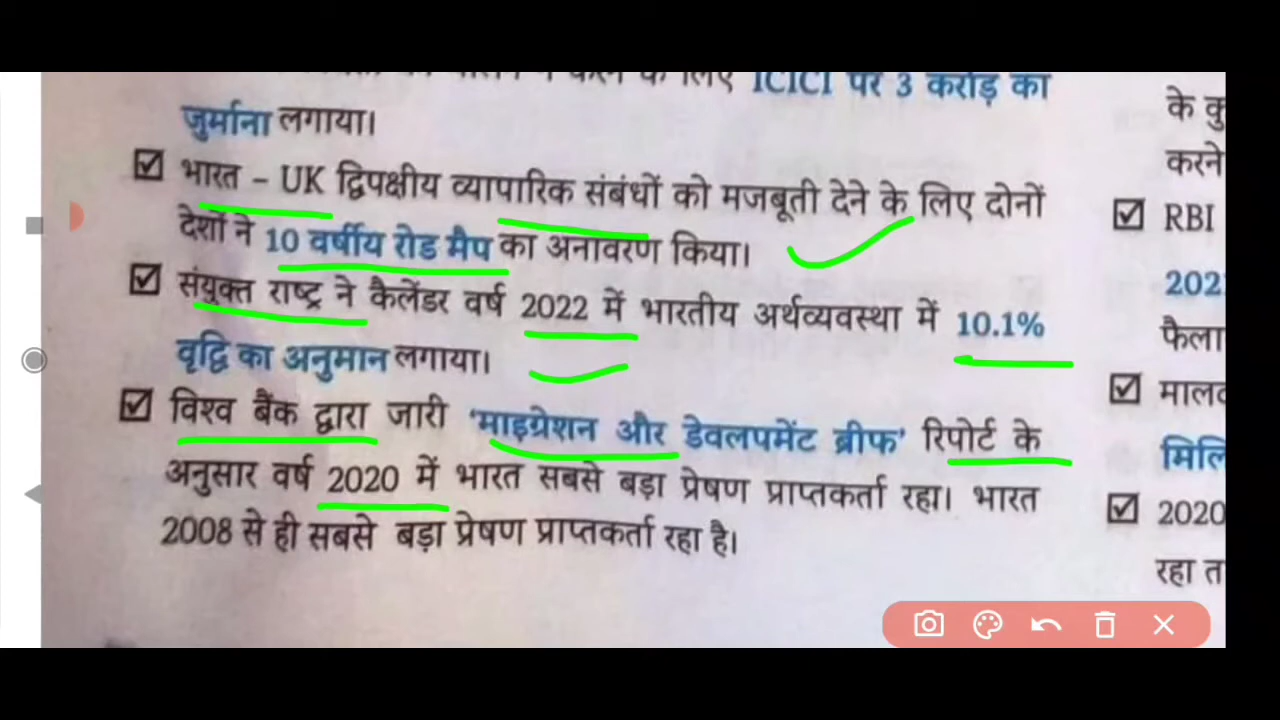 के लिए ICICI पर 3 करोड़ का
जुर्माना लगाया।
भारत – UK द्विपक्षीय व्यापारिक संबंधों को मजबूती देने के लिए दोनों
देशों ने 10 वर्षीय रोड मैप का अनावरण किया।
संयुक्त राष्ट्र ने कैलेंडर वर्ष 2022 में भारतीय अर्थव्यवस्था में 10.1%
वृद्धि का अनुमान लगाया।
विश्व बैंक द्वारा जारी 'माइग्रेशन और डेवलपमेंट ब्रीफ' रिपोर्ट के
अनुसार वर्ष 2020 में भारत सबसे बड़ा प्रेषण प्राप्तकर्ता रहा। भारत
2008 से ही सबसे बड़ा प्रेषण प्राप्तकर्ता रहा है।
के कु
करने
RBI
202
फैला
माल
मिलि
2020
रहा त